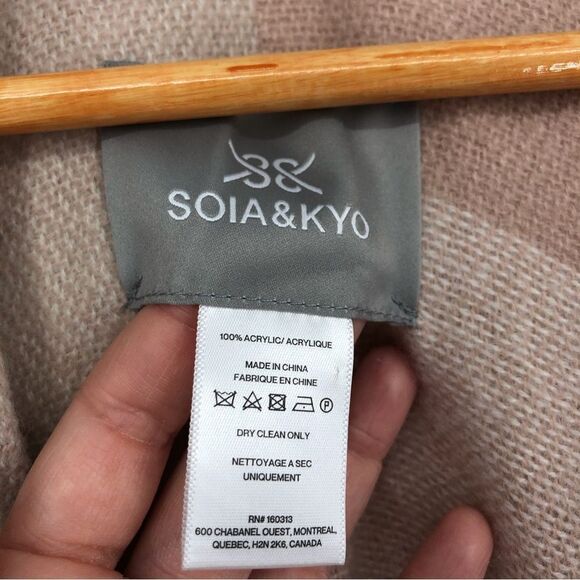 SOIA&KYO
100% ACRYLIC/ ACRYLIQUE
MADE IN CHINA
FABRIQUE EN CHINE
P
DRY CLEAN ONLY
NETTOYAGE A SEC
UNIQUEMENT
RN# 160313
600 CHABANEL OUEST, MONTREAL,
QUEBEC, H2N 2K6, CANADA